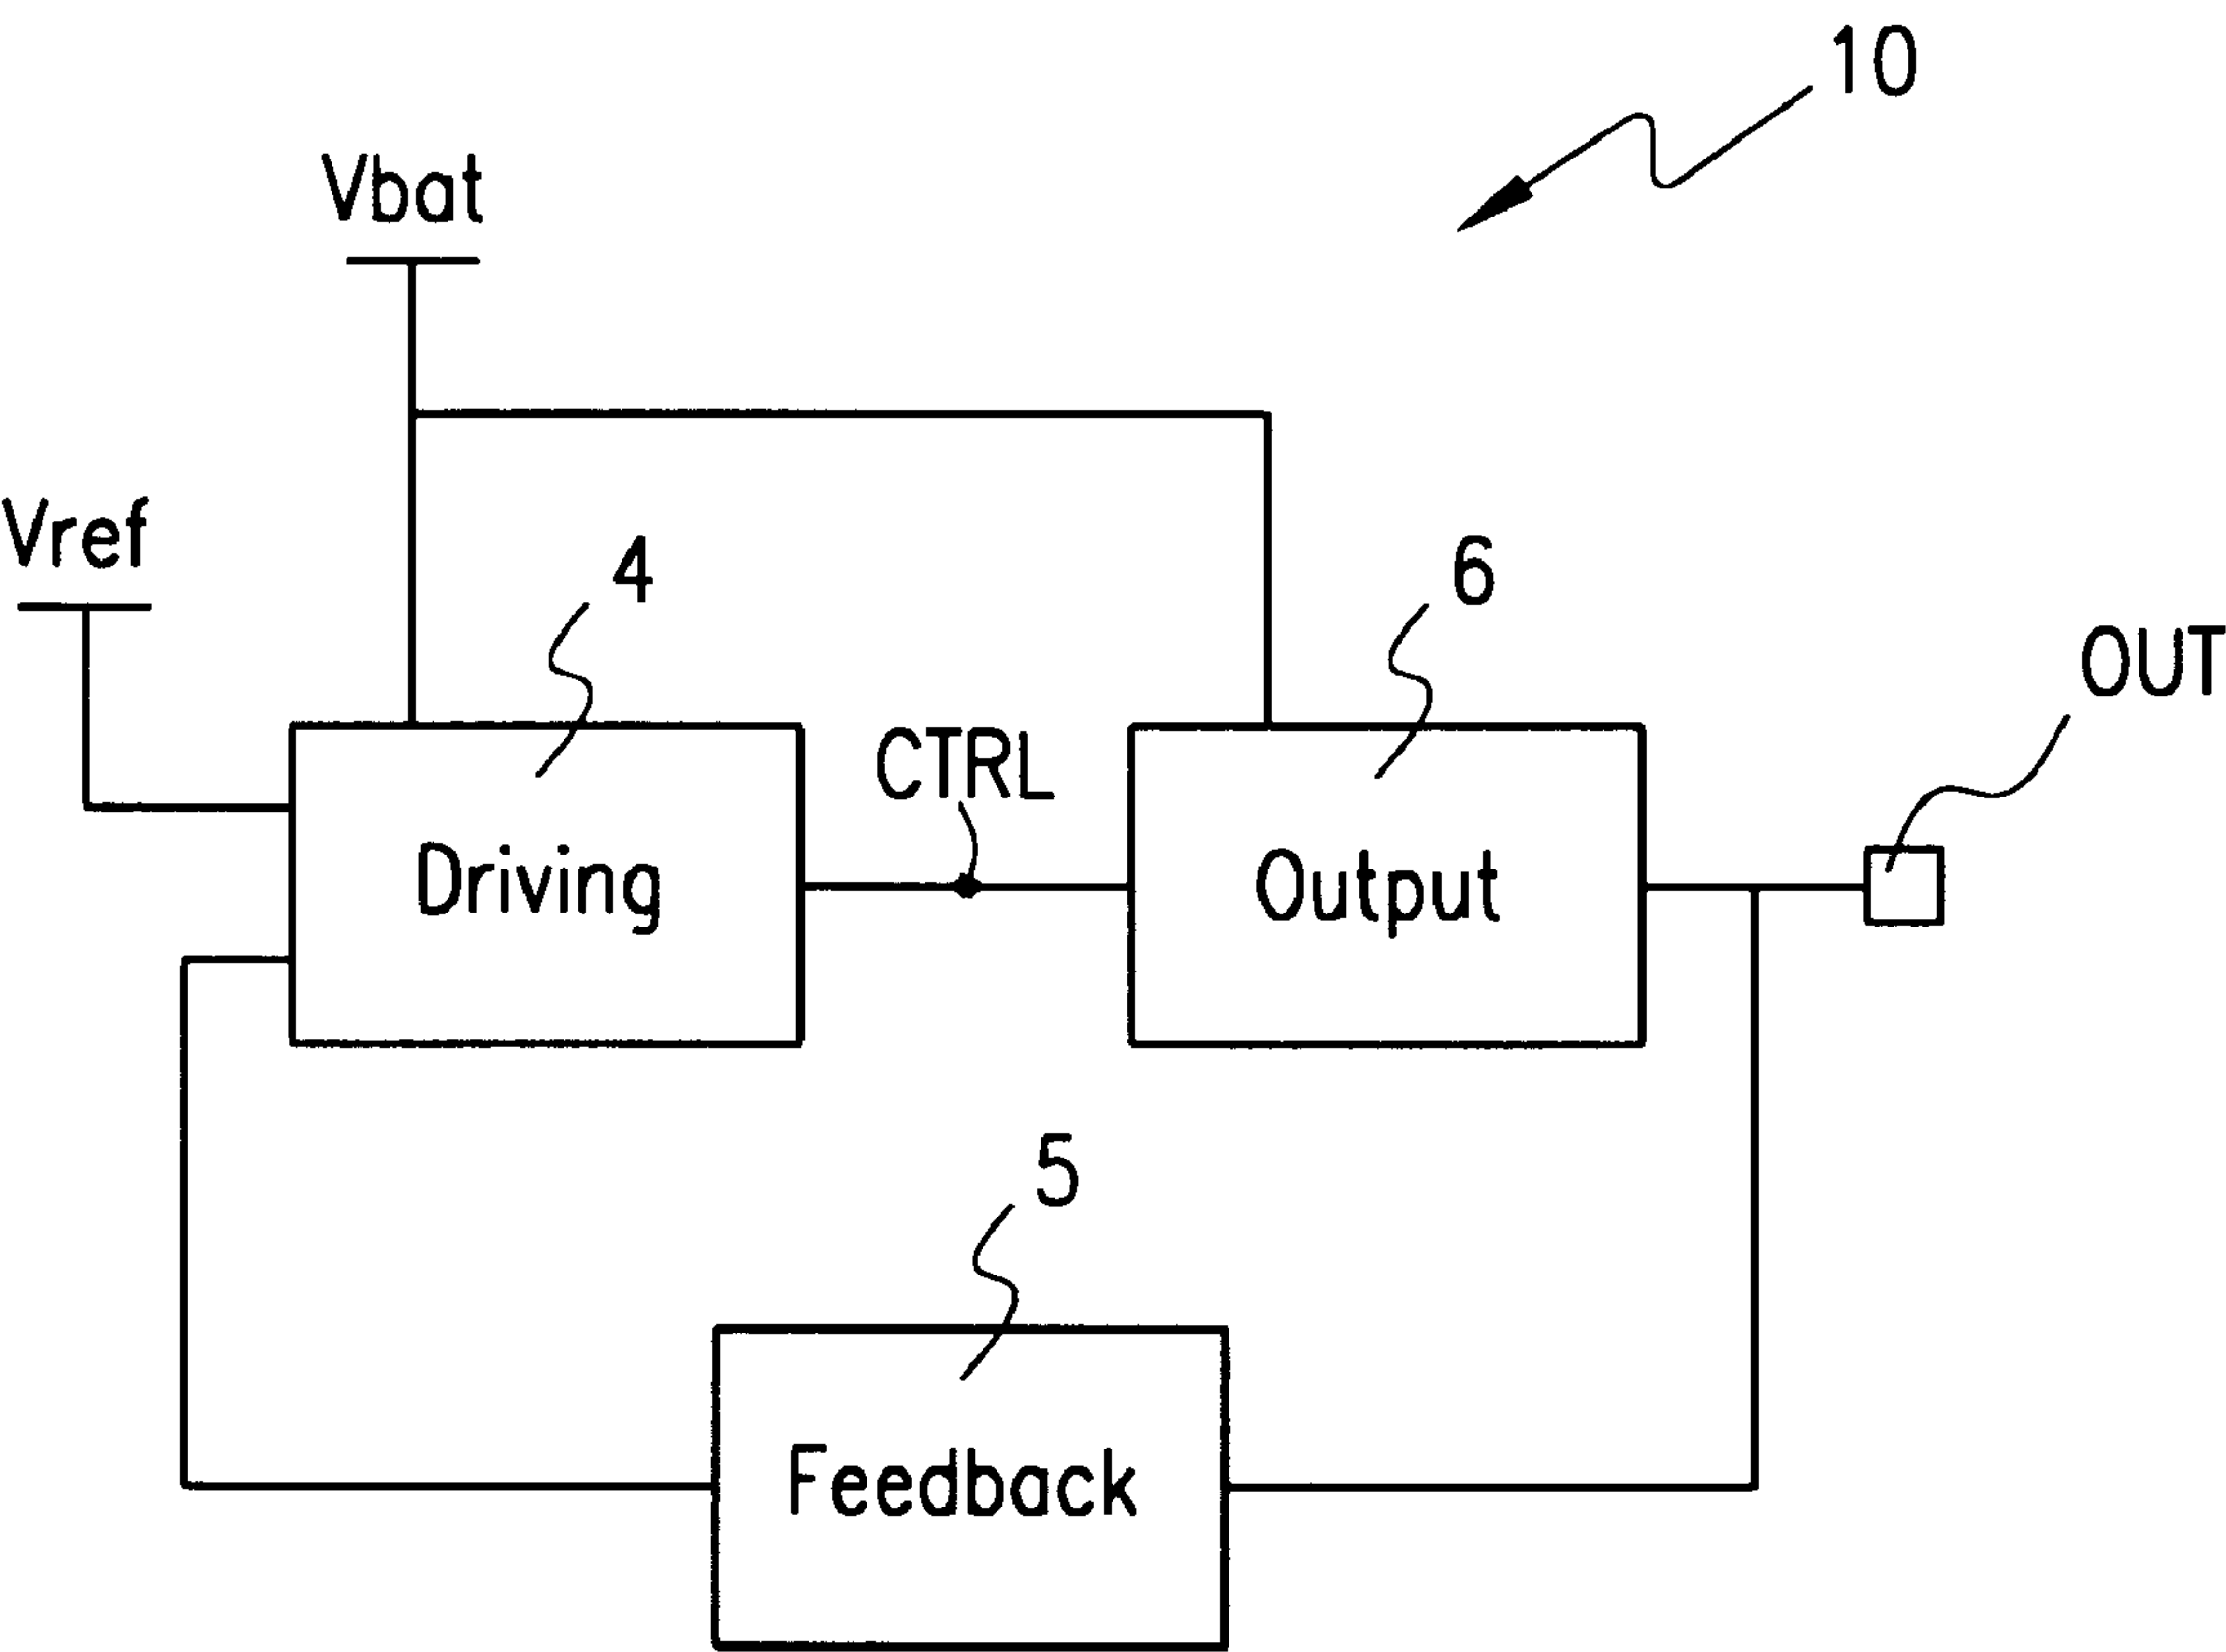 10
Vbat
Vref
4
6
OUT
CTRL
Driving
Output
5
Feedback